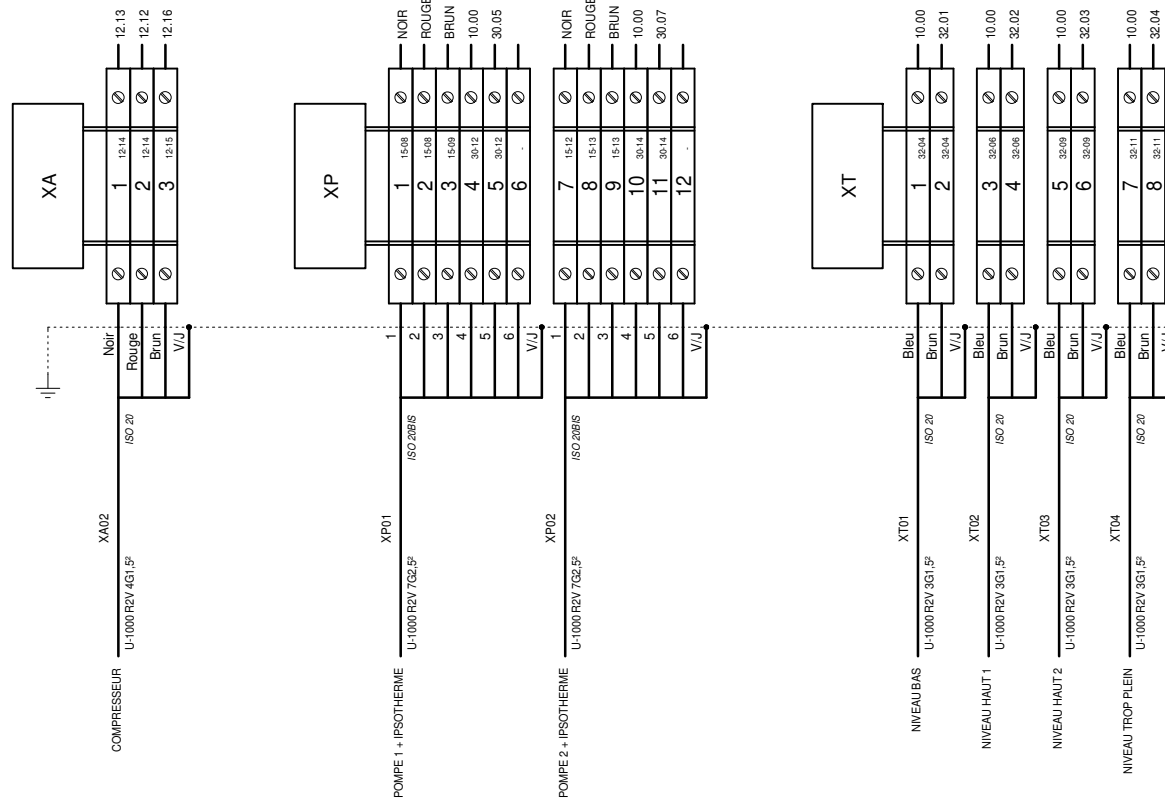 12.13
12.12
12.16
NOIR
ROUGE
BRUN
10.00
30.05
NOIR
ROUGE
BRUN
10.00
30.07
10.00
32.01
10.00
32.02
10.00
32.03
10.00
32.04
XA
1 12-14
2 12-14
3 12-15
XP
1 15-08
2 15-08
3 15-09
4 30-12
5 30-12
6 -
7 15-12
8 15-13
9 15-13
10 30-14
11 30-14
12 -
XT
1 32-04
2 32-04
3 32-06
4 32-06
5 32-09
6 32-09
7 32-11
8 32-11
Noir
Rouge
Brun
V/J
1
2
3
4
5
6
V/J
1
2
3
4
5
6
V/J
Bleu
Brun
V/J
Bleu
Brun
V/J
Bleu
Brun
V/J
Bleu
Brun
V/J
ISO 20
ISO 20BIS
ISO 20BIS
ISO 20
ISO 20
ISO 20
ISO 20
XA02
XP01
XP02
XT01
XT02
XT03
XT04
U-1000 R2V 4G1,5²
U-1000 R2V 7G2,5²
U-1000 R2V 7G2,5²
U-1000 R2V 3G1,5²
U-1000 R2V 3G1,5²
U-1000 R2V 3G1,5²
U-1000 R2V 3G1,5²
COMPRESSEUR
POMPE 1 + IPSOTHERME
POMPE 2 + IPSOTHERME
NIVEAU BAS
NIVEAU HAUT 1
NIVEAU HAUT 2
NIVEAU TROP PLEIN